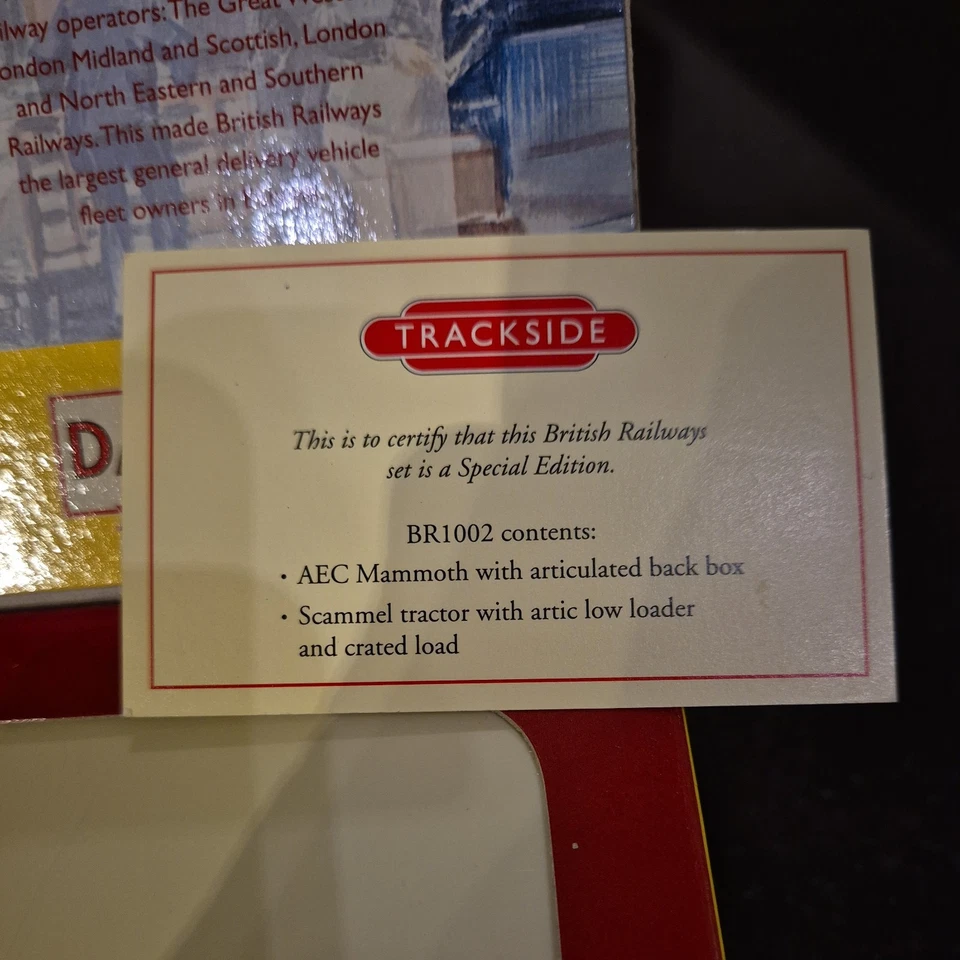 ilway operators: The Great Wes
ondon Midland and Scottish, London
and North Eastern and Southern
Railways. This made British Railways
the largest general delivery vehicle
fleet owners in
TRACKSIDE
This is to certify that this British Railways
set is a Special Edition.
BR1002 contents:
• AEC Mammoth with articulated back box
• Scammel tractor with artic low loader
and crated load